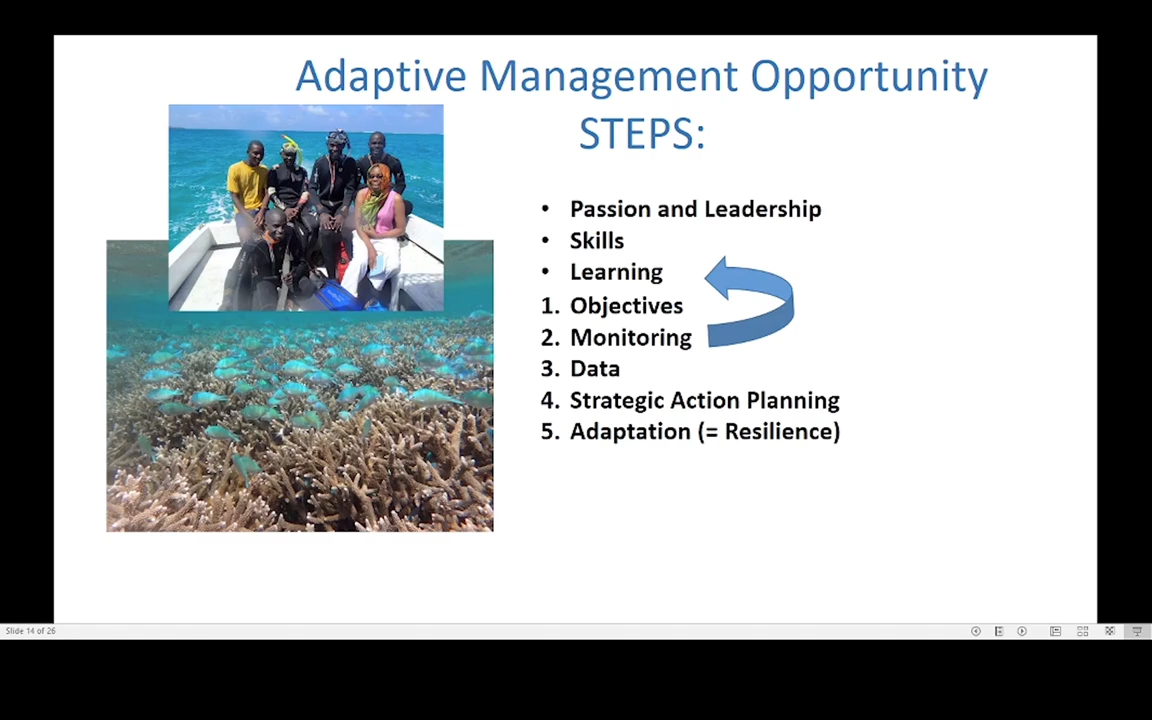 Adaptive Management Opportunity
STEPS:
• Passion and Leadership
• Skills
• Learning
1. Objectives
2. Monitoring
3. Data
4. Strategic Action Planning
5. Adaptation (= Resilience)
Slide 14 of 26